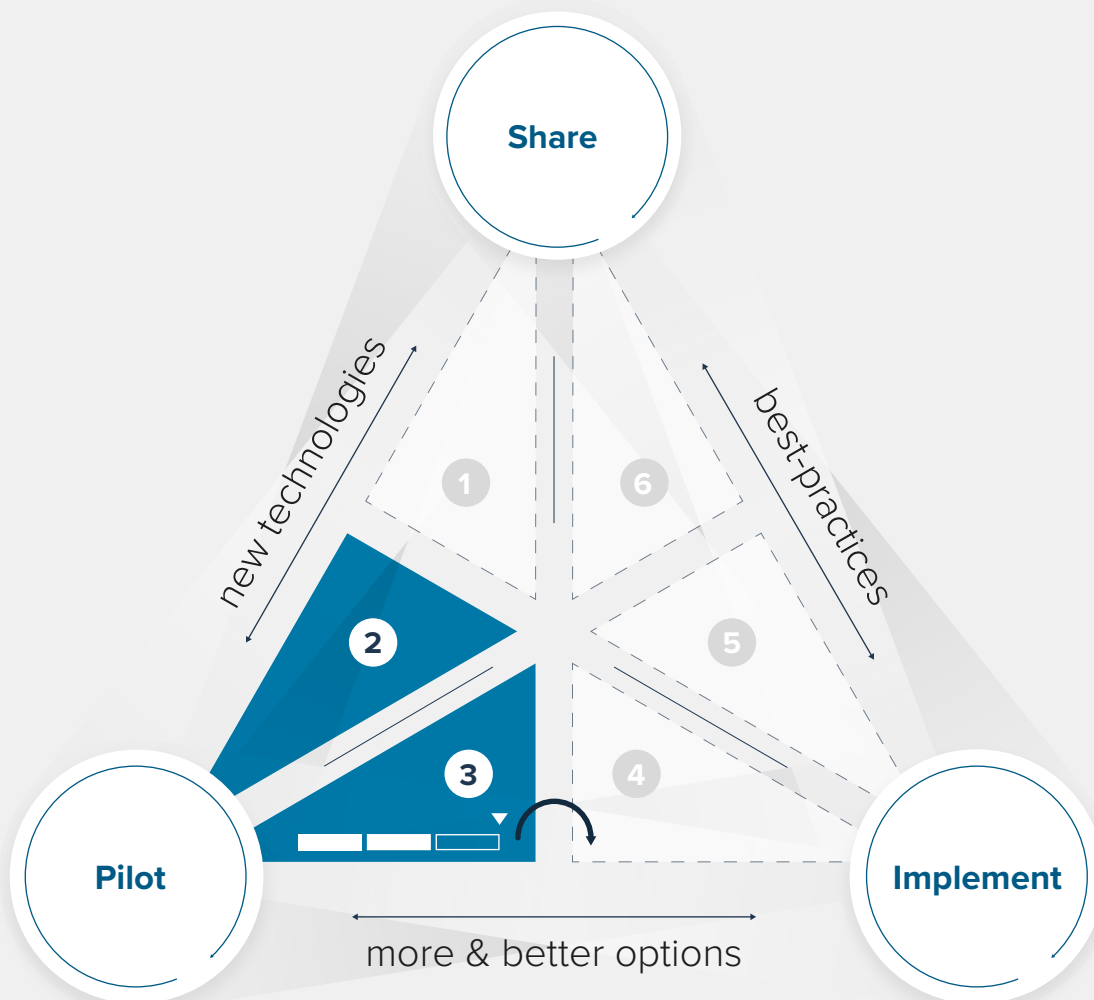 Share
new technologies
best-practices
1
6
2
5
3
4
Pilot
Implement
more & better options